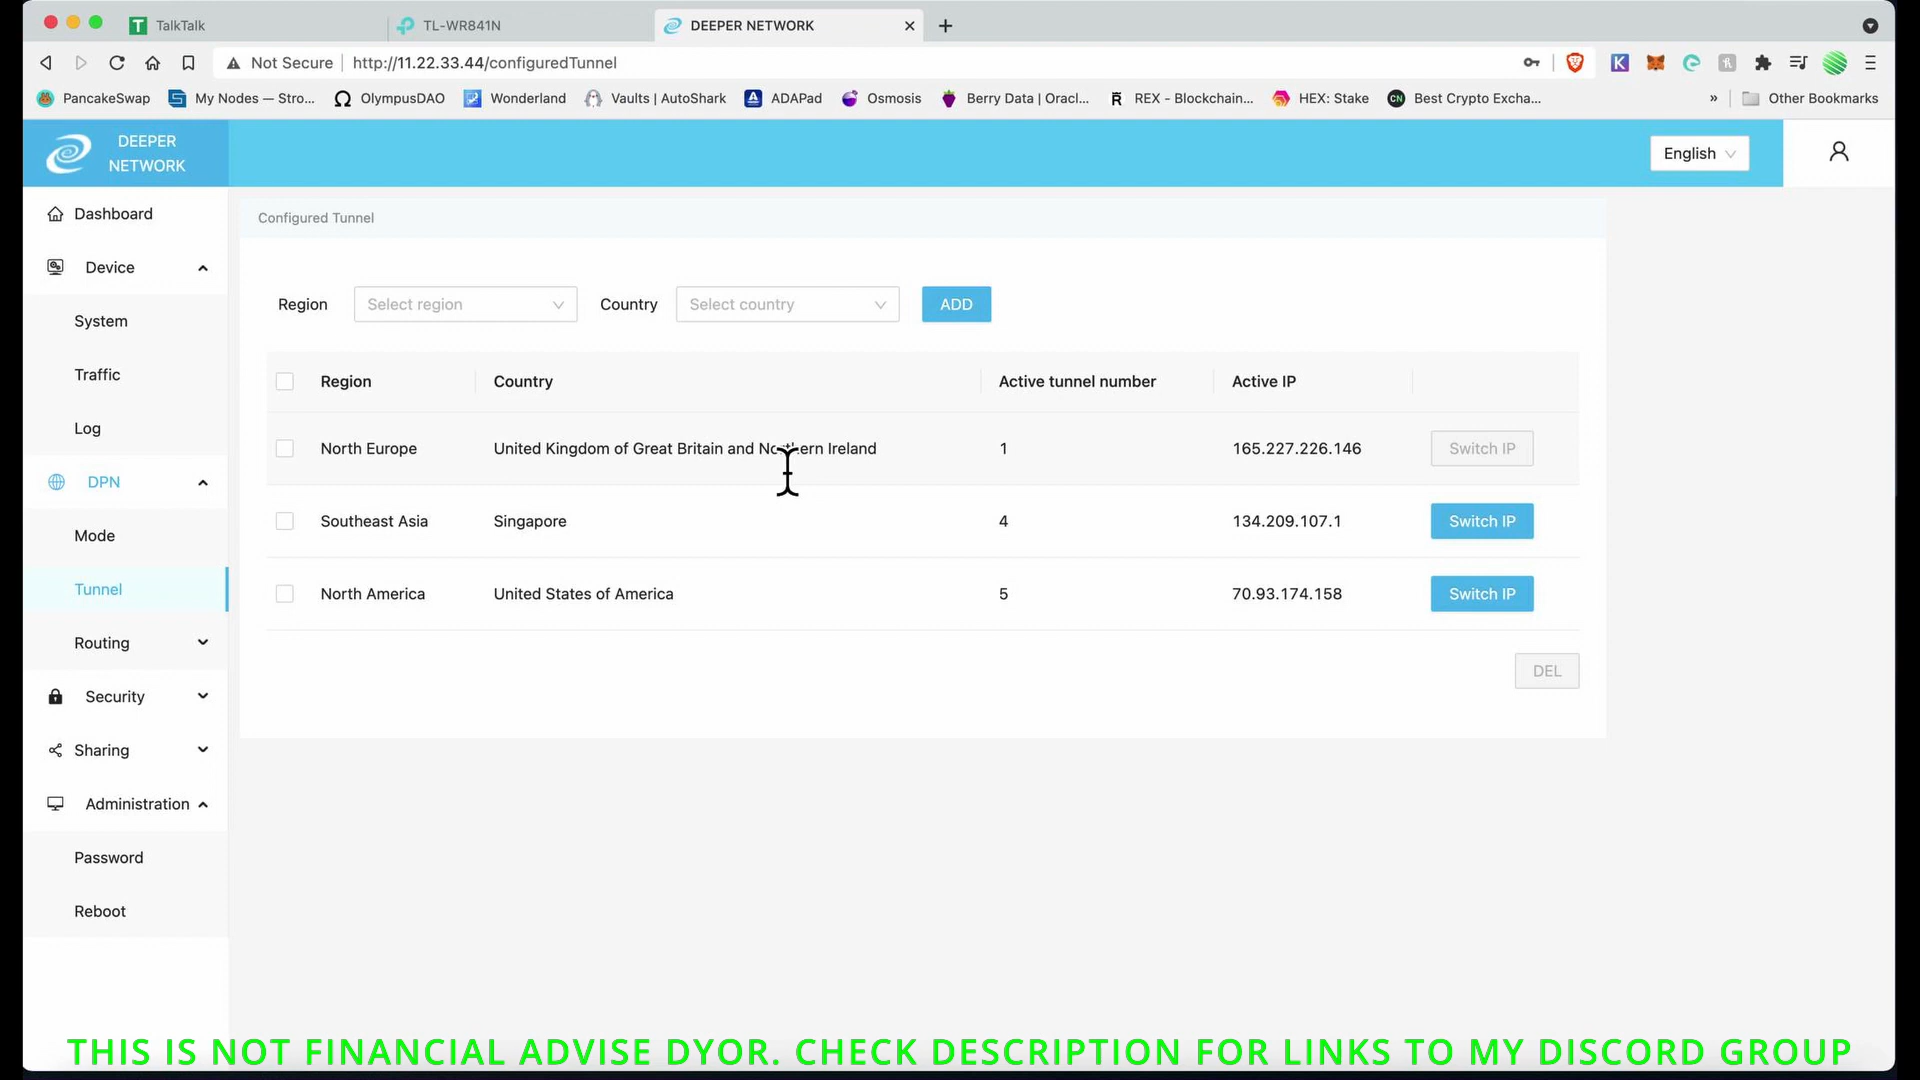 TalkTalk
TL-WR841N
DEEPER NETWORK
Not Secure
http://11.22.33.44/configuredTunnel
PancakeSwap
My Nodes — Stro...
OlympusDAO
Wonderland
Vaults | AutoShark
ADAPad
Osmosis
Berry Data | Oracl...
REX - Blockchain...
HEX: Stake
Best Crypto Excha...
»
Other Bookmarks
DEEPER
NETWORK
English
Dashboard
Device
System
Traffic
Log
DPN
Mode
Tunnel
Routing
Security
Sharing
Administration
Password
Reboot
Configured Tunnel
Region
Select region
Country
Select country
ADD
Region Country Active tunnel number Active IP
North Europe United Kingdom of Great Britain and Northern Ireland 1 165.227.226.146 Switch IP
Southeast Asia Singapore 4 134.209.107.1 Switch IP
North America United States of America 5 70.93.174.158 Switch IP
DEL
THIS IS NOT FINANCIAL ADVISE DYOR. CHECK DESCRIPTION FOR LINKS TO MY DISCORD GROUP